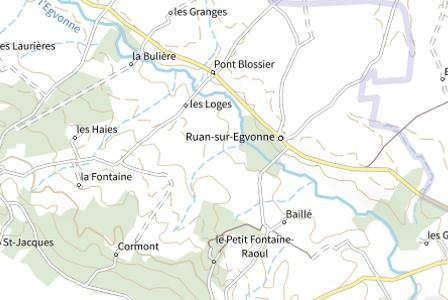 les Granges
l'Egvonne
es Laurières
la Bulière
Pont Blossier
les Loges
les Haies
Ruan-sur-Egvonne
la Fontaine
Baillé
St-Jacques
Cormont
le Petit Fontaine-
Raoul
les G